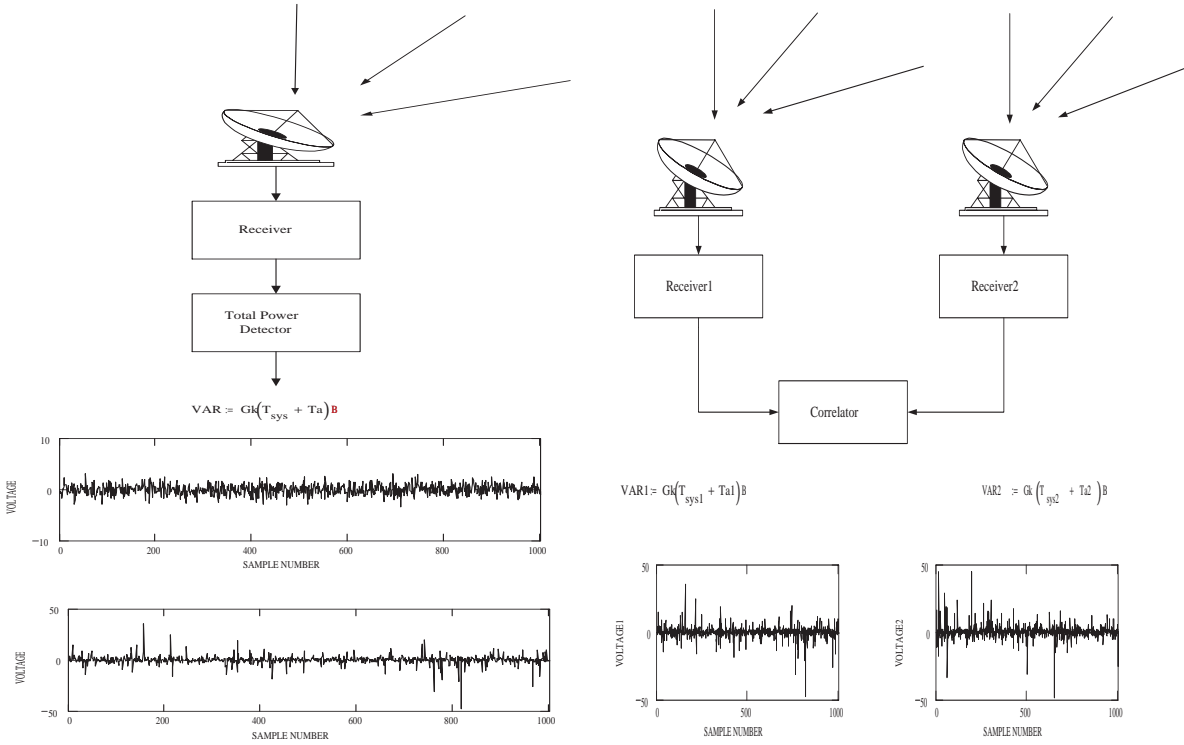 Receiver
Total Power
Detector
VAR := Gk(T_sys + Ta)B
10
0
−10
VOLTAGE
0 200 400 600 800 1000
SAMPLE NUMBER
50
0
−50
VOLTAGE
0 200 400 600 800 1000
SAMPLE NUMBER
Receiver1
Receiver2
Correlator
VAR1 := Gk(T_sys1 + Ta1)B
VAR2 := Gk(T_sys2 + Ta2)B
50
0
−50
VOLTAGE1
0 500 1000
SAMPLE NUMBER
50
0
−50
VOLTAGE2
0 500 1000
SAMPLE NUMBER